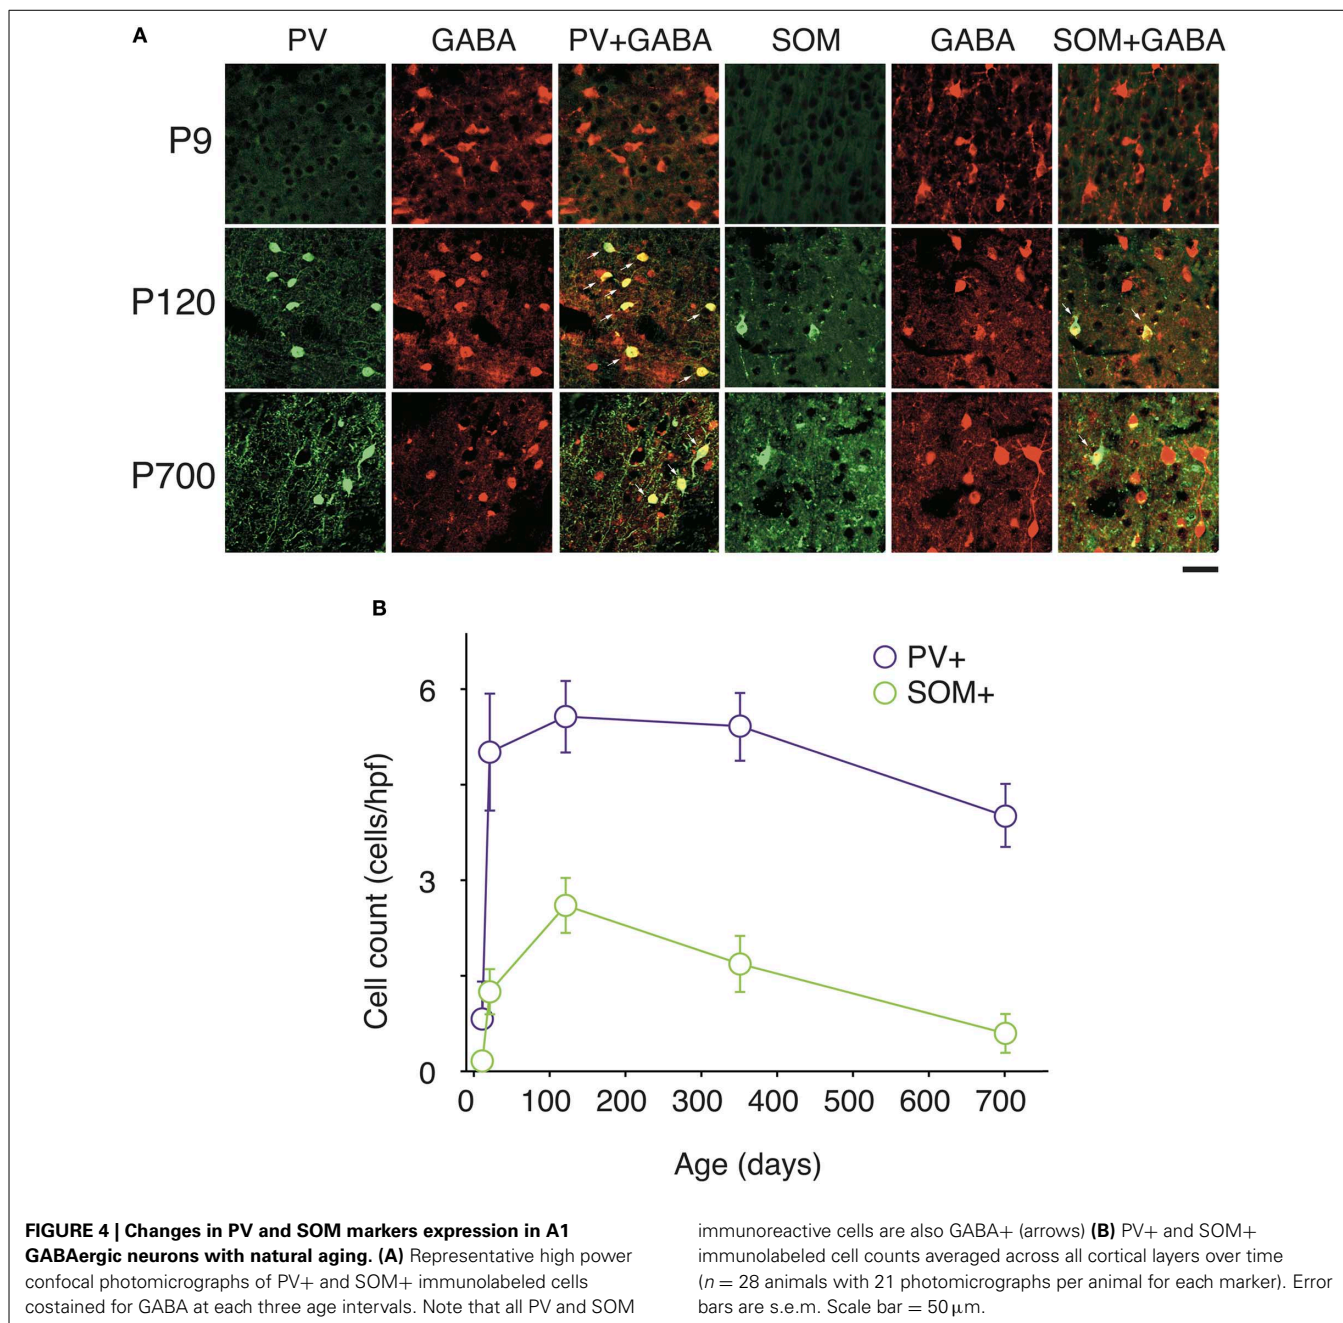 A
PV GABA PV+GABA SOM GABA SOM+GABA
P9
P120
P700
B
PV+
SOM+
6
3
0
Cell count (cells/hpf)
0 100 200 300 400 500 600 700
Age (days)
FIGURE 4 | Changes in PV and SOM markers expression in A1
GABAergic neurons with natural aging. (A) Representative high power
confocal photomicrographs of PV+ and SOM+ immunolabeled cells
costained for GABA at each three age intervals. Note that all PV and SOM
immunoreactive cells are also GABA+ (arrows) (B) PV+ and SOM+
immunolabeled cell counts averaged across all cortical layers over time
(n = 28 animals with 21 photomicrographs per animal for each marker). Error
bars are s.e.m. Scale bar = 50 μm.